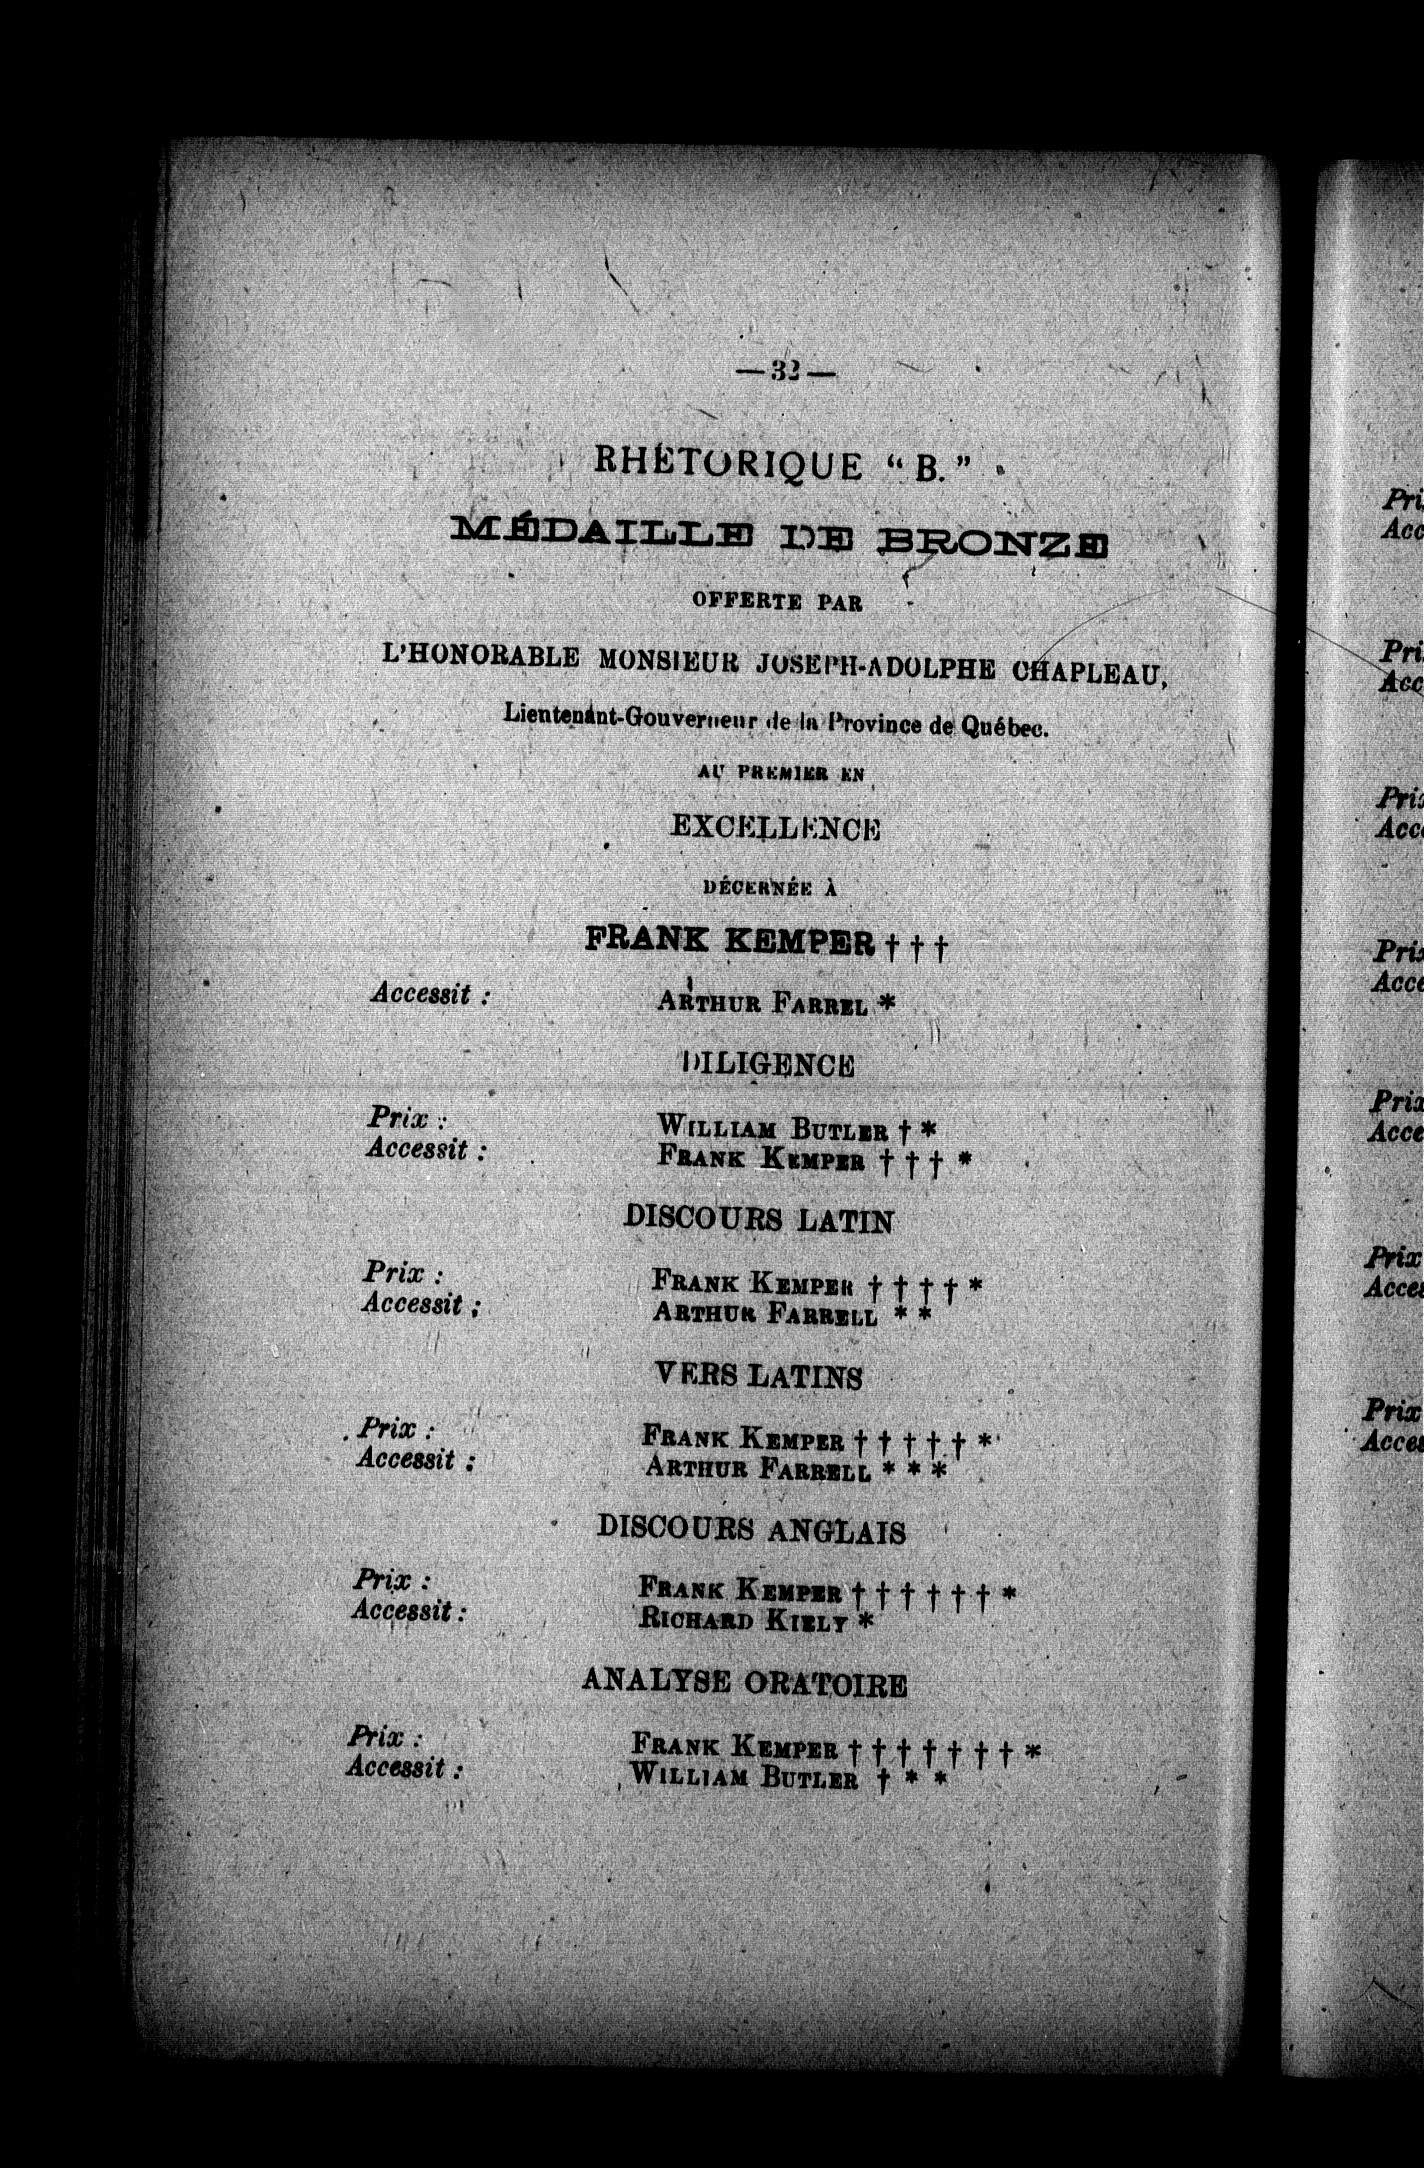 — 32 —
RHÉTORIQUE “ B. ”
MÉDAILLE DE BRONZE
OFFERTE PAR
L'HONORABLE MONSIEUR JOSEPH-ADOLPHE CHAPLEAU,
Lientenant-Gouverneur de la Province de Québec.
AU PREMIER EN
EXCELLENCE
DÉCERNÉE À
FRANK KEMPER † † †
Accessit : ARTHUR FARREL *
DILIGENCE
Prix : WILLIAM BUTLER † *
Accessit : FRANK KEMPER † † † *
DISCOURS LATIN
Prix : FRANK KEMPER † † † † *
Accessit : ARTHUR FARRELL * *
VERS LATINS
Prix : FRANK KEMPER † † † † † *
Accessit : ARTHUR FARRELL * * *
DISCOURS ANGLAIS
Prix : FRANK KEMPER † † † † † † *
Accessit : RICHARD KIELY *
ANALYSE ORATOIRE
Prix : FRANK KEMPER † † † † † † † *
Accessit : WILLIAM BUTLER † * *